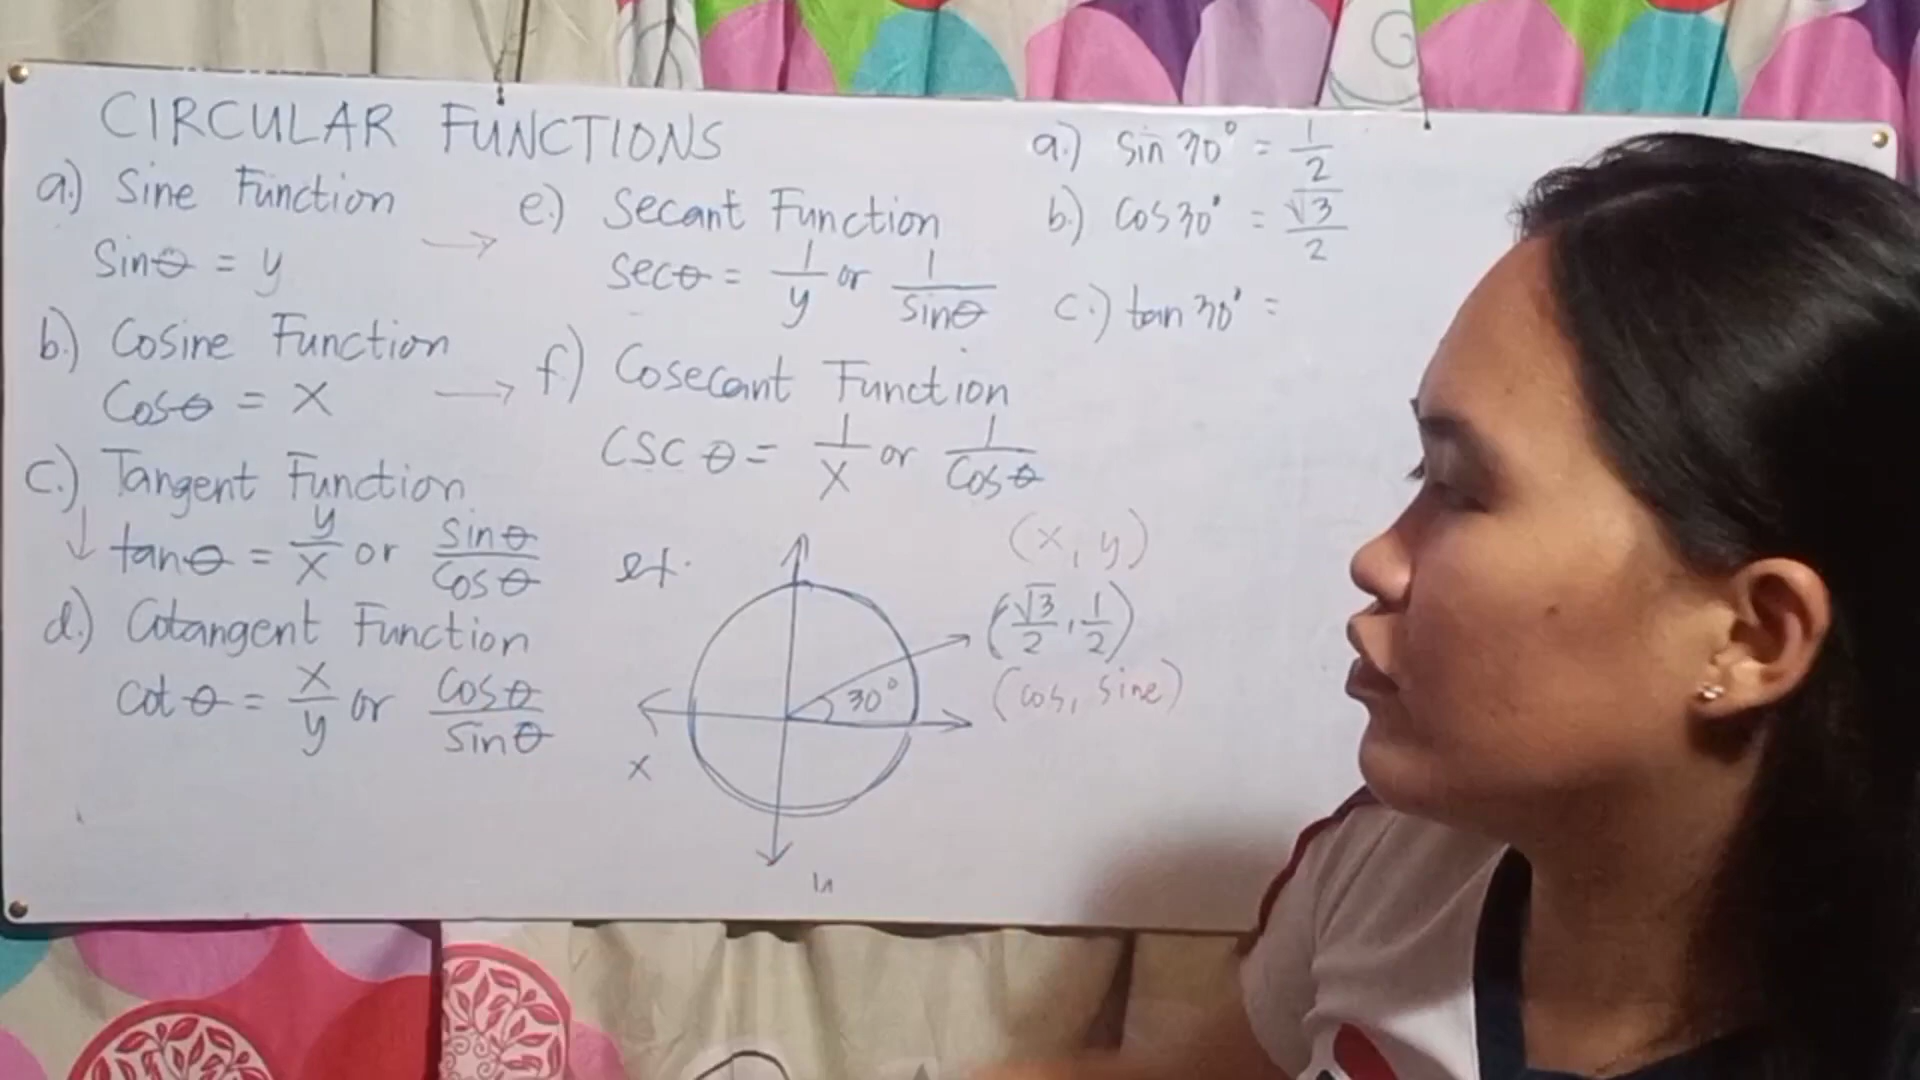 CIRCULAR FUNCTIONS
a.) Sine Function
Sinθ = y
b.) Cosine Function
Cosθ = X
C.) Tangent Function
↓ tanθ = y/x or sinθ/cosθ
d.) Cotangent Function
cot θ = x/y or Cosθ/Sinθ
→ e.) Secant Function
secθ = 1/y or 1/sinθ
→ f.) Cosecant Function
CSC θ = 1/X or 1/Cosθ
ex.
30°
X
(x, y)
(√3/2, 1/2)
(cos, sine)
a.) Sin 30° = 1/2
b.) Cos 30° = √3/2
C.) tan 30° =